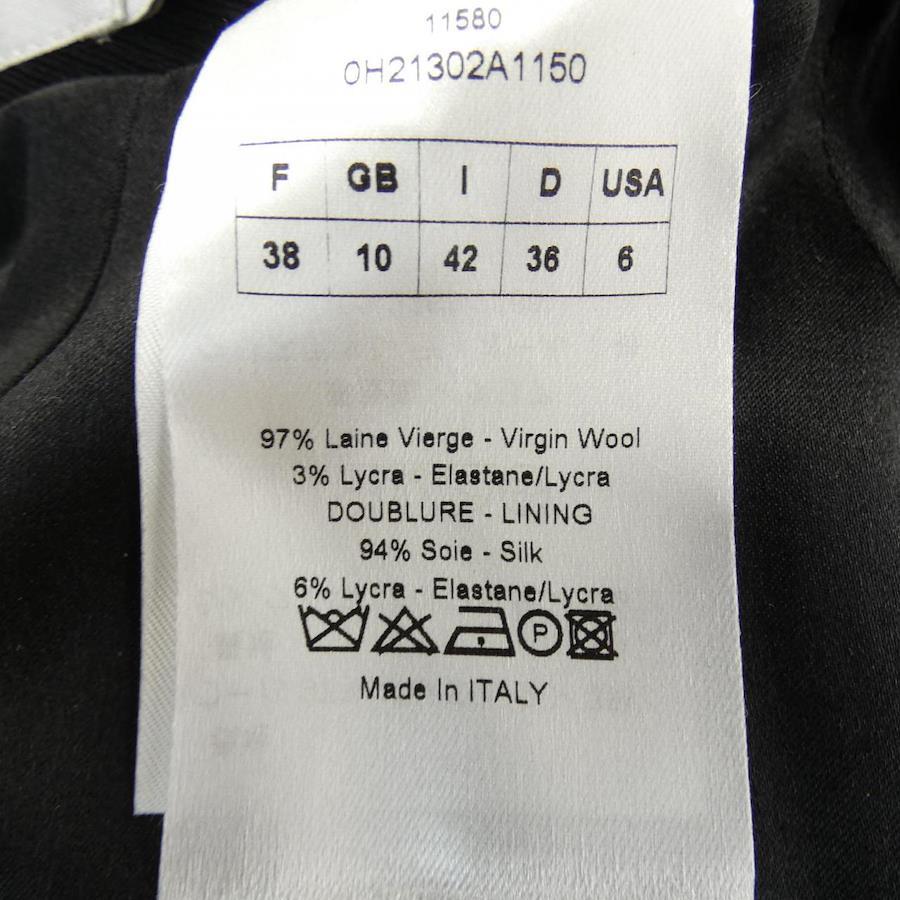 11580
0H21302A1150
F GB I D USA
38 10 42 36 6
97% Laine Vierge - Virgin Wool
3% Lycra - Elastane/Lycra
DOUBLURE - LINING
94% Soie - Silk
6% Lycra - Elastane/Lycra
P
Made In ITALY